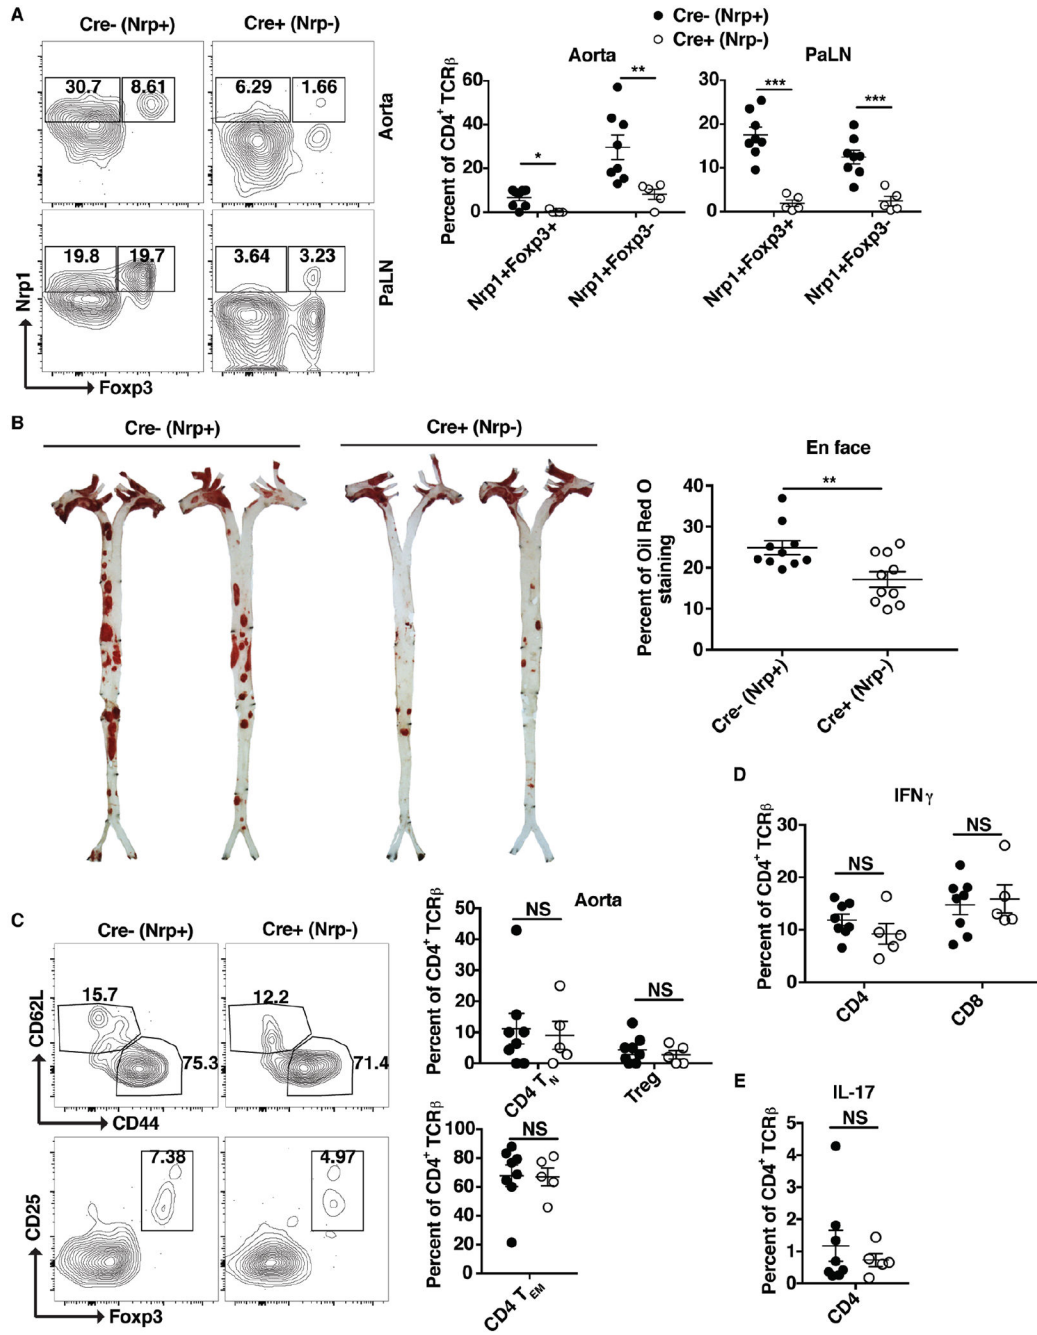 A
Cre- (Nrp+)
Cre+ (Nrp-)
30.7
8.61
6.29
1.66
Aorta
19.8
19.7
3.64
3.23
PaLN
Nrp1
Foxp3
Cre- (Nrp+)
Cre+ (Nrp-)
Aorta
PaLN
Percent of CD4+ TCRβ
60
40
20
0
*
**
Nrp1+Foxp3+
Nrp1+Foxp3-
30
20
10
0
***
***
Nrp1+Foxp3+
Nrp1+Foxp3-
B
Cre- (Nrp+)
Cre+ (Nrp-)
En face
Percent of Oil Red O
staining
40
30
20
10
0
**
Cre- (Nrp+)
Cre+ (Nrp-)
C
Cre- (Nrp+)
Cre+ (Nrp-)
15.7
75.3
12.2
71.4
CD62L
CD44
7.38
4.97
CD25
Foxp3
Aorta
Percent of CD4+ TCRβ
50
40
30
20
10
0
NS
NS
CD4 TN
Treg
Percent of CD4+ TCRβ
100
80
60
40
20
0
NS
CD4 TEM
D
IFNγ
Percent of CD4+ TCRβ
30
20
10
0
NS
NS
CD4
CD8
E
IL-17
Percent of CD4+ TCRβ
5
4
3
2
1
0
NS
CD4